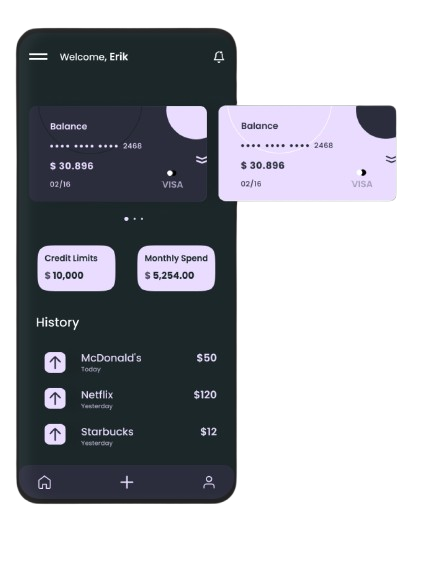 Welcome, Erik
Balance
•••• •••• •••• 2468
$ 30.896
02/16
VISA
Balance
•••• •••• •••• 2468
$ 30.896
02/16
VISA
Credit Limits
$ 10,000
Monthly Spend
$ 5,254.00
History
McDonald's $50
Today
Netflix $120
Yesterday
Starbucks $12
Yesterday